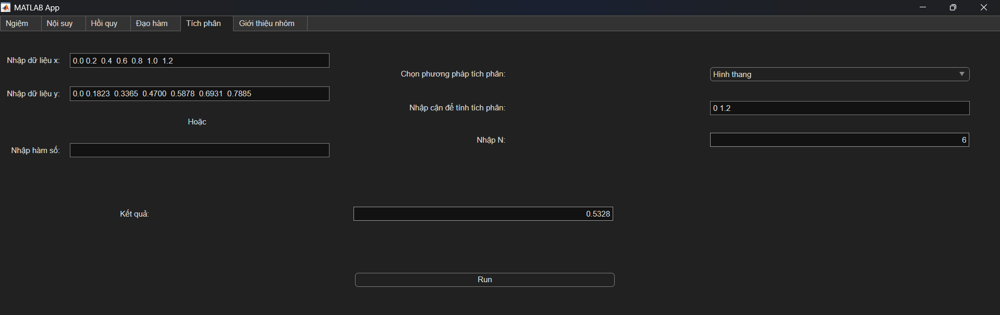 MATLAB App
Ngiệm Nội suy Hồi quy Đạo hàm Tích phân Giới thiệu nhóm
Nhập dữ liệu x: 0.0 0.2 0.4 0.6 0.8 1.0 1.2
Chọn phương pháp tích phân: Hình thang
Nhập dữ liệu y: 0.0 0.1823 0.3365 0.4700 0.5878 0.6931 0.7885
Nhập cận để tính tích phân: 0 1.2
Hoặc
Nhập N: 6
Nhập hàm số:
Kết quả: 0.5328
Run